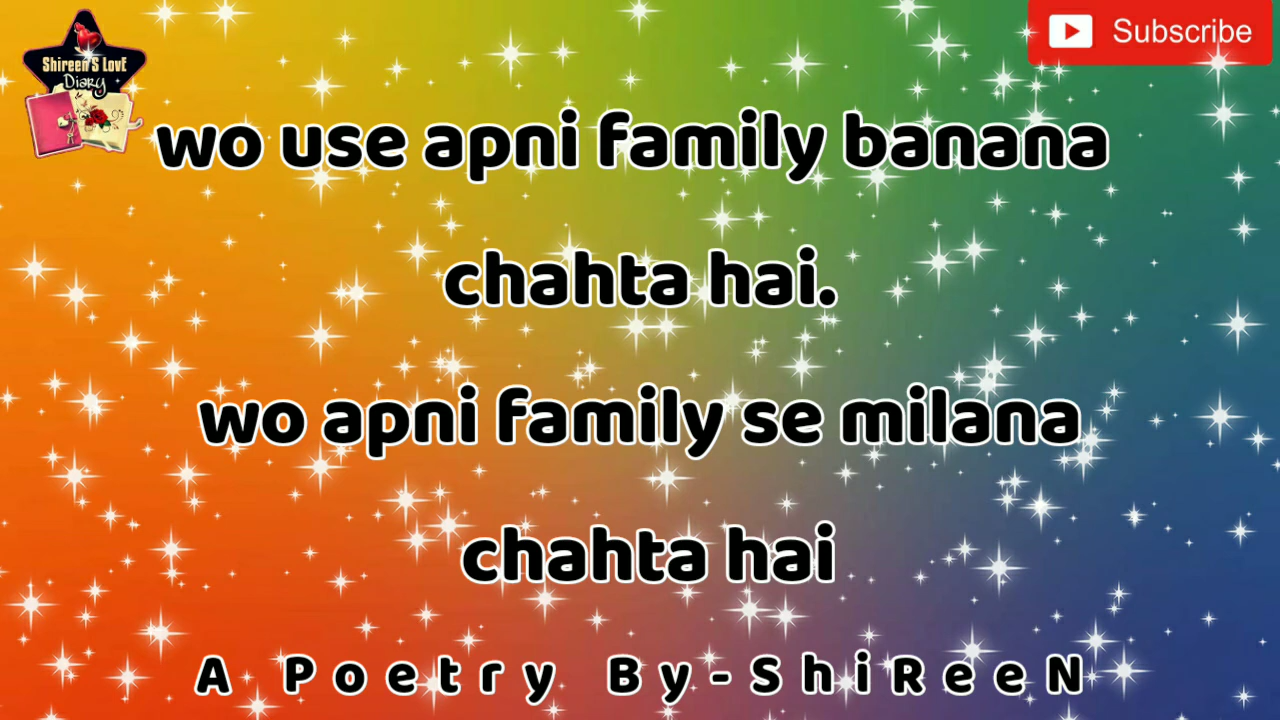 Shireen's Love
Diary
Subscribe
wo use apni family banana
chahta hai.
wo apni family se milana
chahta hai
A Poetry By-ShiReeN